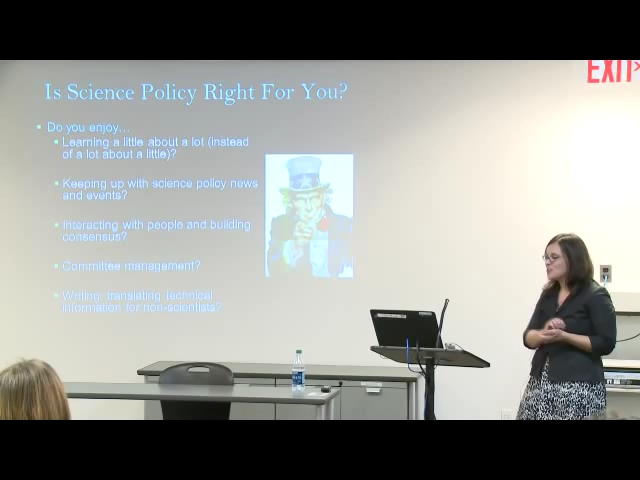 EXIT
Is Science Policy Right For You?
Do you enjoy…
Learning a little about a lot (instead
of a lot about a little)?
Keeping up with science policy news
and events?
Interacting with people and building
consensus?
Committee management?
Writing, translating technical
information for non-scientists?